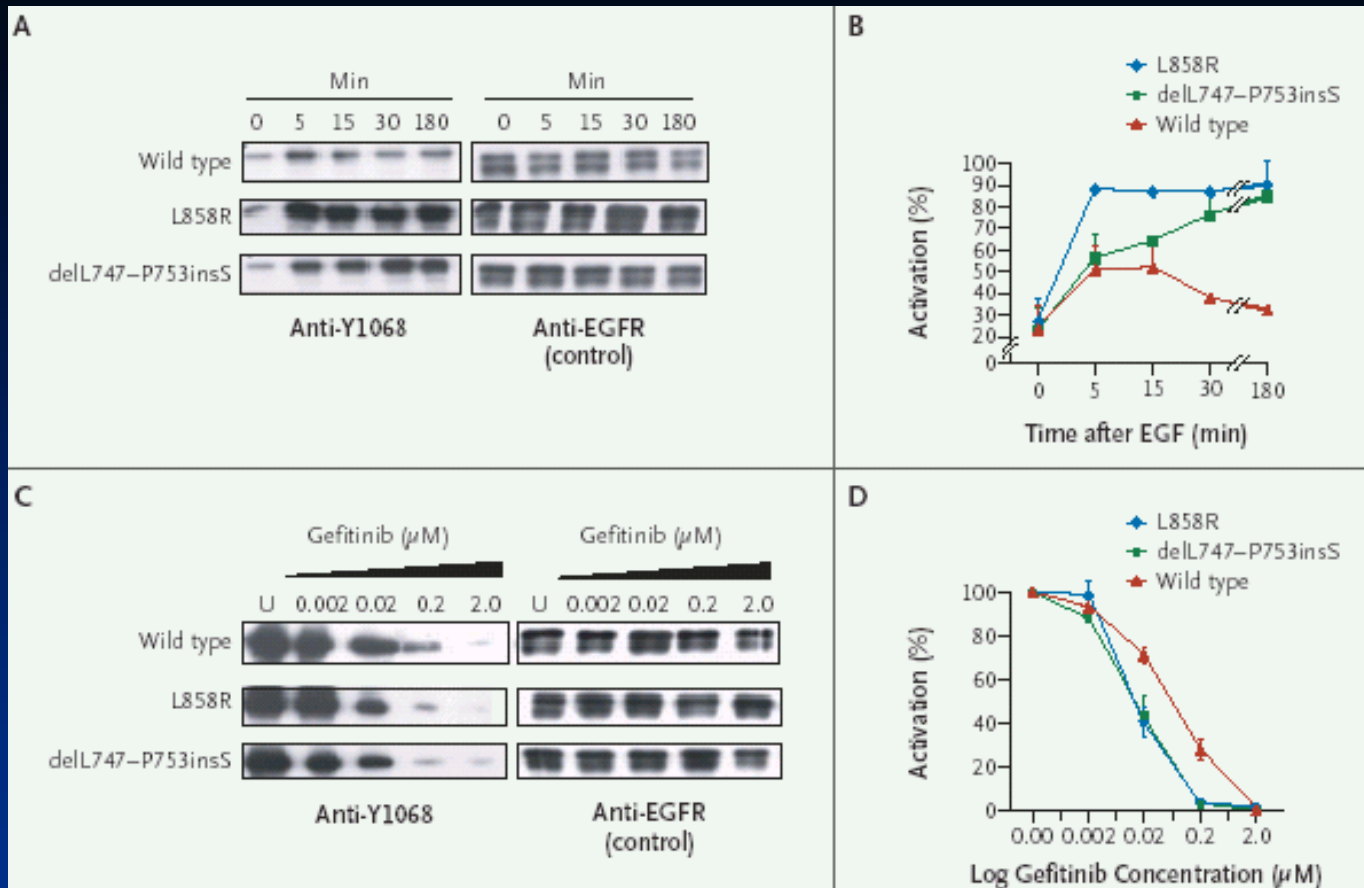 A
Min
Min
0 5 15 30 180
0 5 15 30 180
Wild type
L858R
delL747–P753insS
Anti-Y1068
Anti-EGFR
(control)
B
L858R
delL747–P753insS
Wild type
100
90
80
70
60
50
40
30
20
0
Activation (%)
0 5 15 30 180
Time after EGF (min)
C
Gefitinib (µM)
Gefitinib (µM)
U 0.002 0.02 0.2 2.0
U 0.002 0.02 0.2 2.0
Wild type
L858R
delL747–P753insS
Anti-Y1068
Anti-EGFR
(control)
D
L858R
delL747–P753insS
Wild type
100
80
60
40
20
0
Activation (%)
0.00 0.002 0.02 0.2 2.0
Log Gefitinib Concentration (µM)